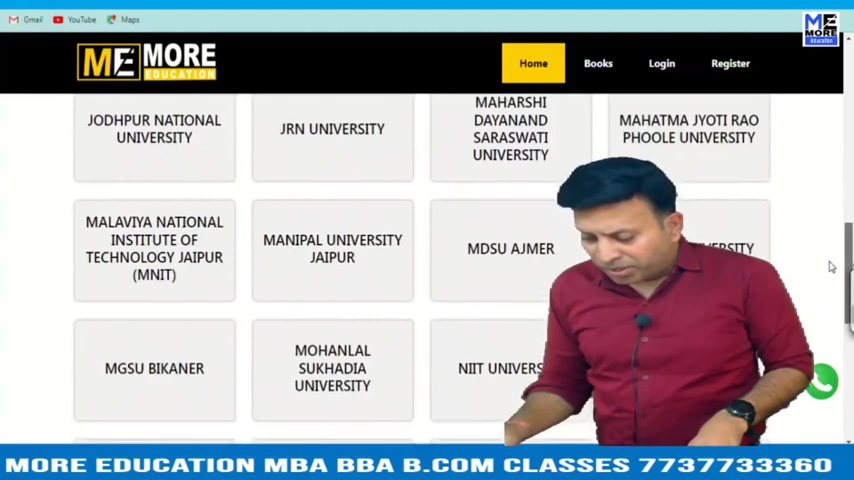 Gmail YouTube Maps
ME
MORE
Education
ME MORE
EDUCATION
Home Books Login Register
JODHPUR NATIONAL
UNIVERSITY
JRN UNIVERSITY
MAHARSHI
DAYANAND
SARASWATI
UNIVERSITY
MAHATMA JYOTI RAO
PHOOLE UNIVERSITY
MALAVIYA NATIONAL
INSTITUTE OF
TECHNOLOGY JAIPUR
(MNIT)
MANIPAL UNIVERSITY
JAIPUR
MDSU AJMER
MGSU BIKANER
MOHANLAL
SUKHADIA
UNIVERSITY
NIIT
MORE EDUCATION MBA BBA B.COM CLASSES 7737733360